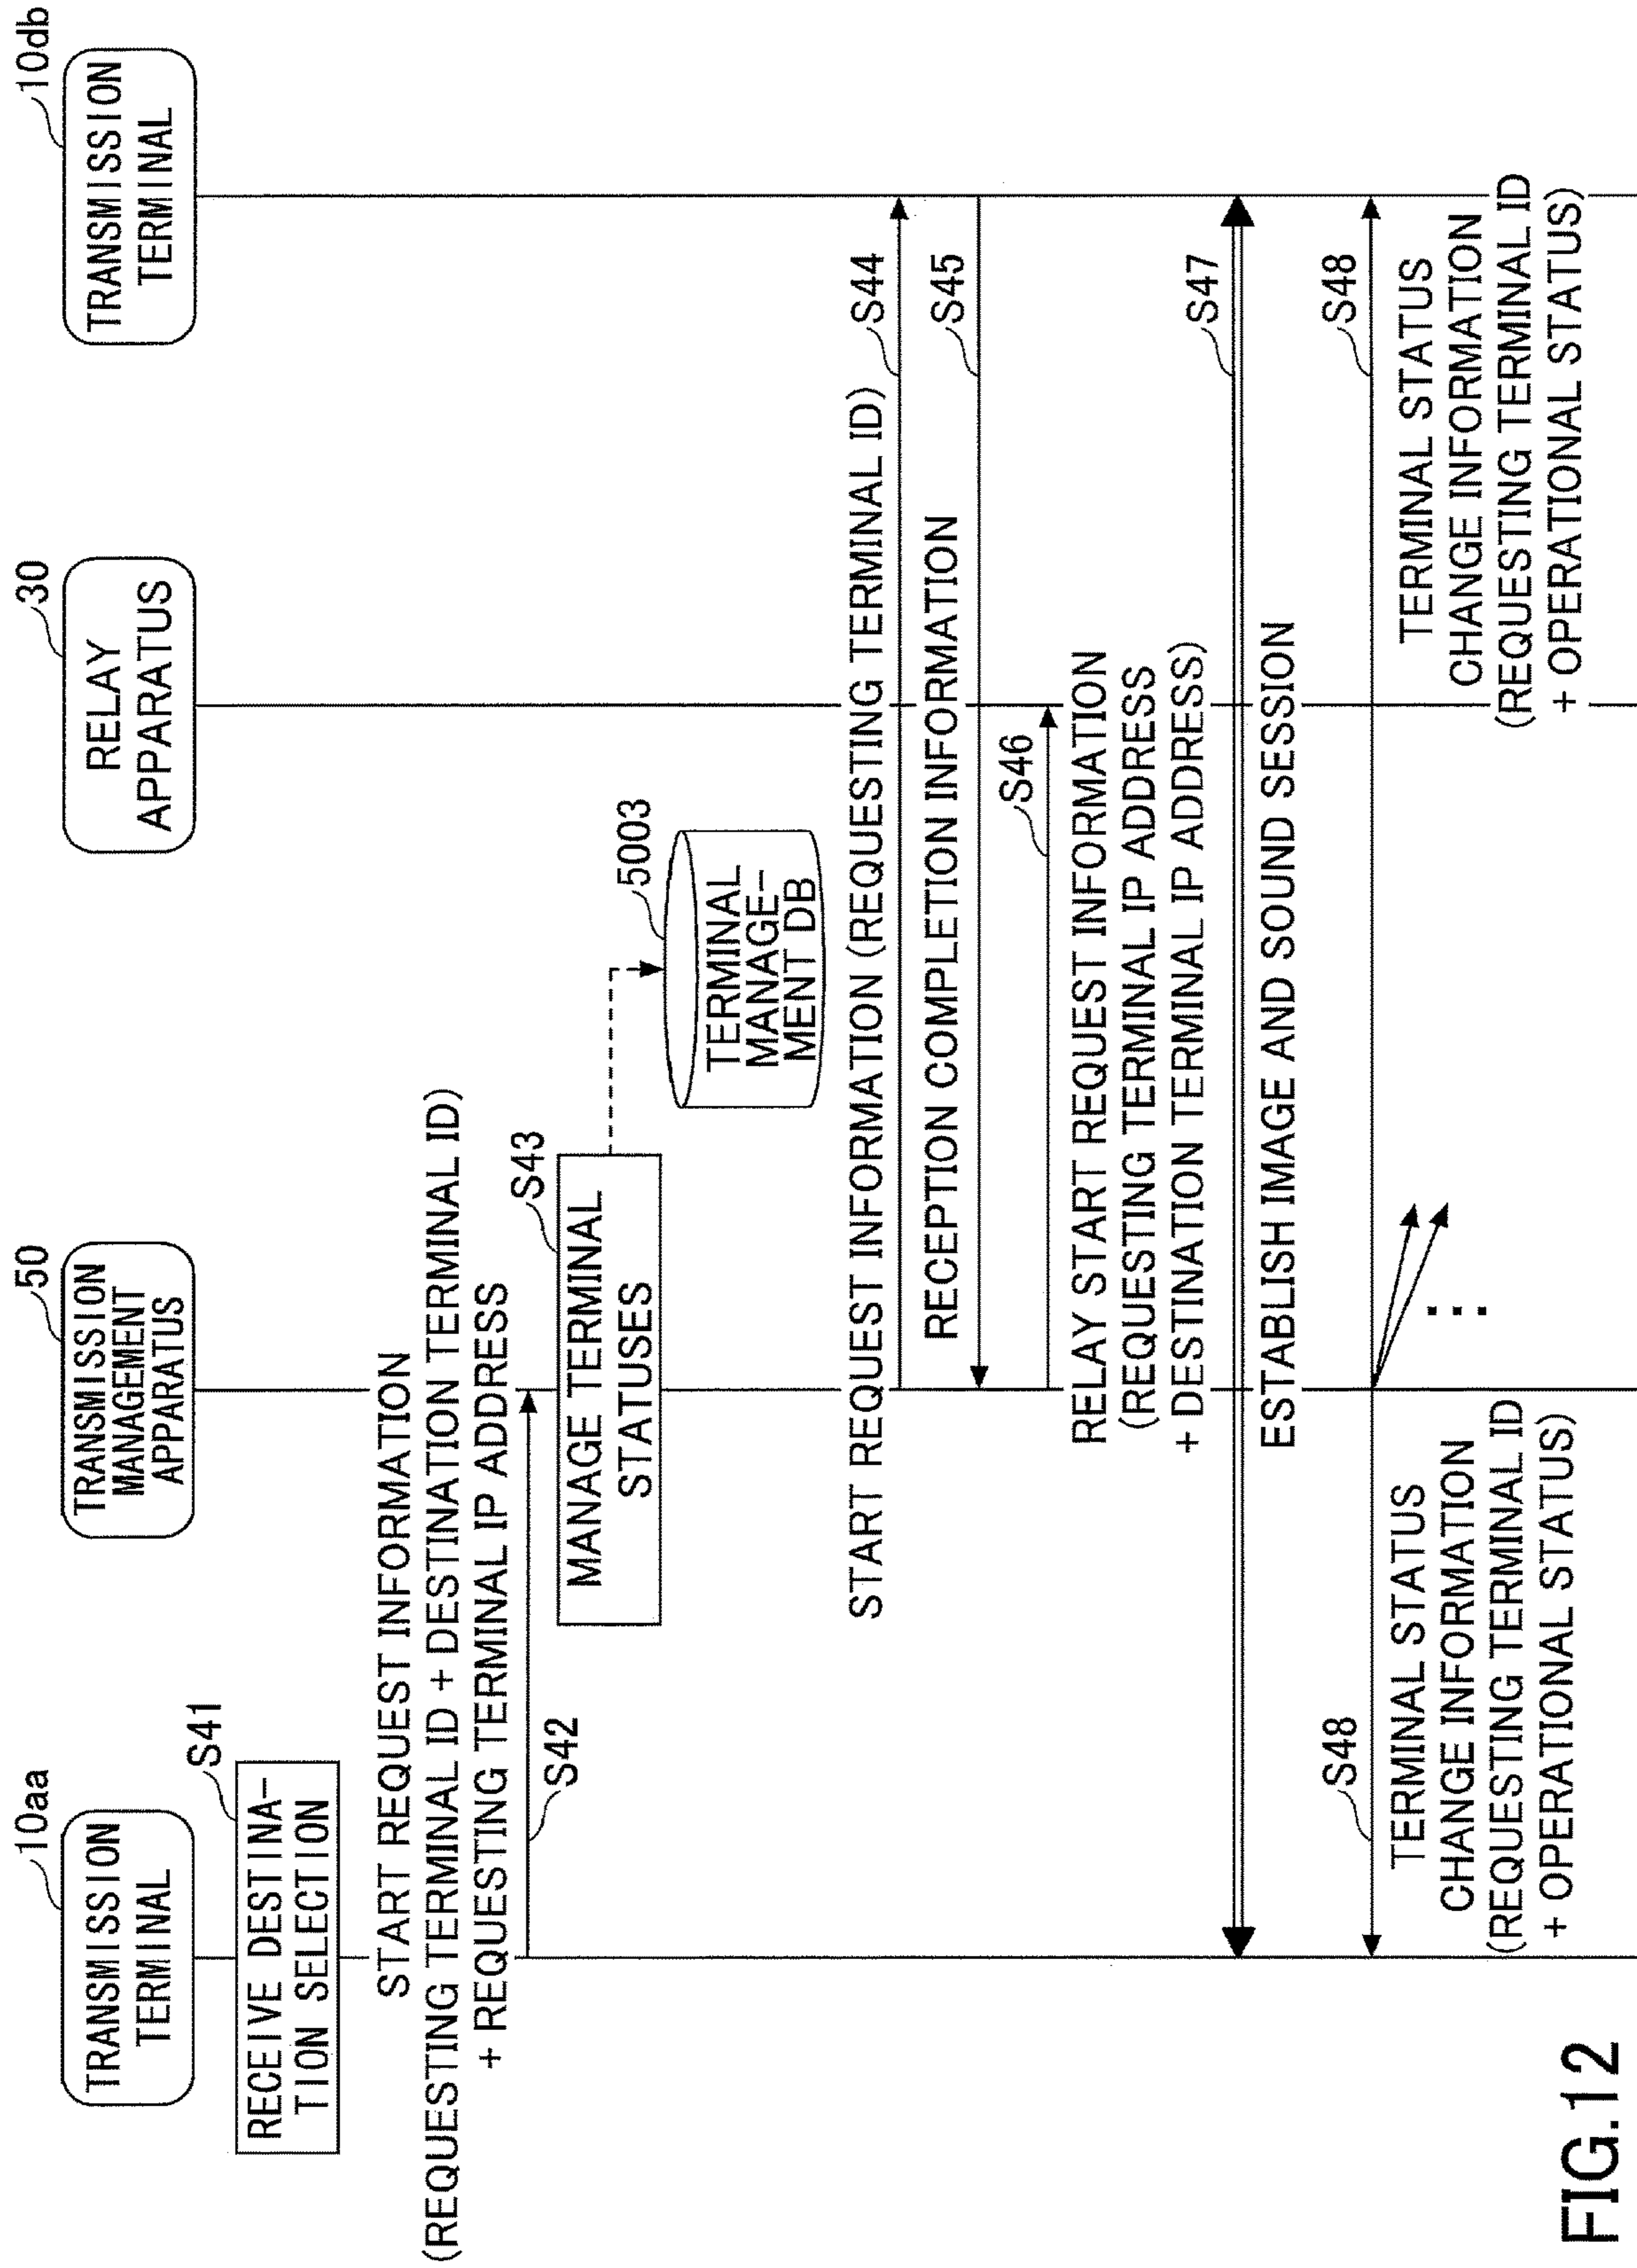 10aa
TRANSMISSION
TERMINAL
50
TRANSMISSION
MANAGEMENT
APPARATUS
30
RELAY
APPARATUS
10db
TRANSMISSION
TERMINAL
S41
RECEIVE DESTINA-
TION SELECTION
START REQUEST INFORMATION
(REQUESTING TERMINAL ID + DESTINATION TERMINAL ID)
+ REQUESTING TERMINAL IP ADDRESS
S42
S43
MANAGE TERMINAL
STATUSES
5003
TERMINAL
MANAGE-
MENT DB
START REQUEST INFORMATION (REQUESTING TERMINAL ID)
S44
RECEPTION COMPLETION INFORMATION
S45
S46
RELAY START REQUEST INFORMATION
(REQUESTING TERMINAL IP ADDRESS
+ DESTINATION TERMINAL IP ADDRESS)
S47
ESTABLISH IMAGE AND SOUND SESSION
S48
TERMINAL STATUS
CHANGE INFORMATION
(REQUESTING TERMINAL ID
+ OPERATIONAL STATUS)
S48
TERMINAL STATUS
CHANGE INFORMATION
(REQUESTING TERMINAL ID
+ OPERATIONAL STATUS)
FIG.12